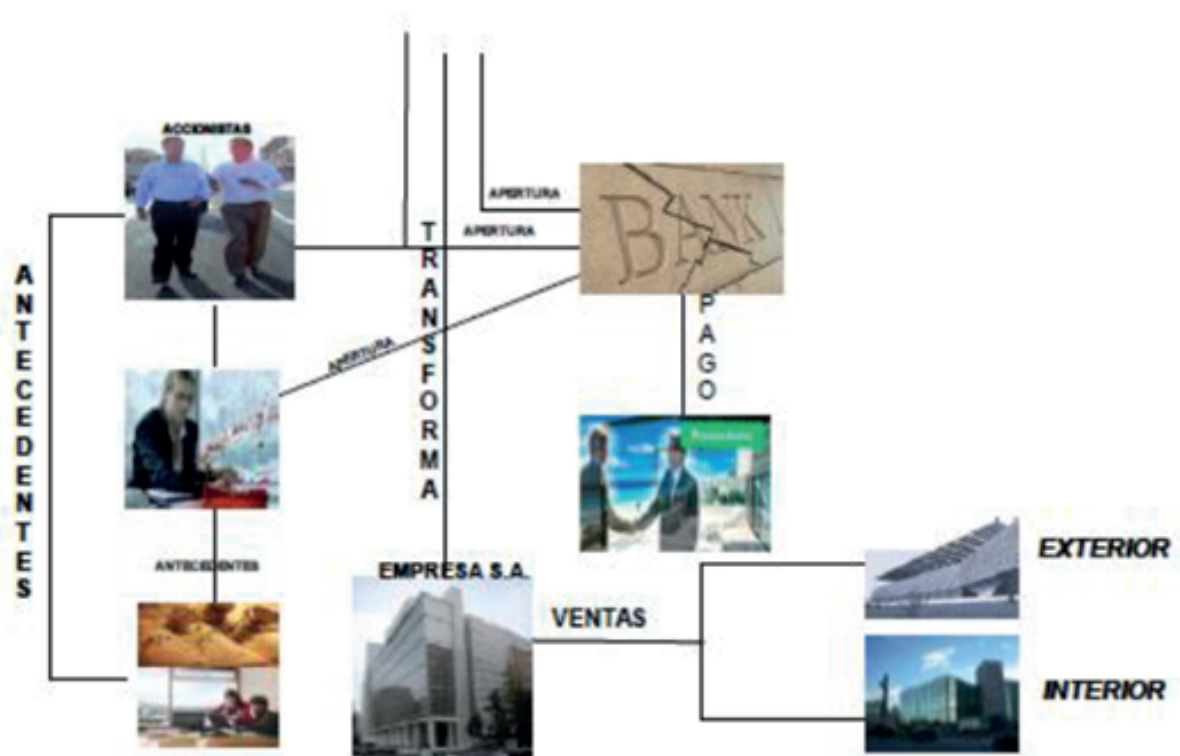 ACCIONISTAS
APERTURA
BANK
APERTURA
TRANSFORMA
ANTECEDENTES
PAGO
APERTURA
ANTECEDENTES
EMPRESA S.A.
VENTAS
EXTERIOR
INTERIOR